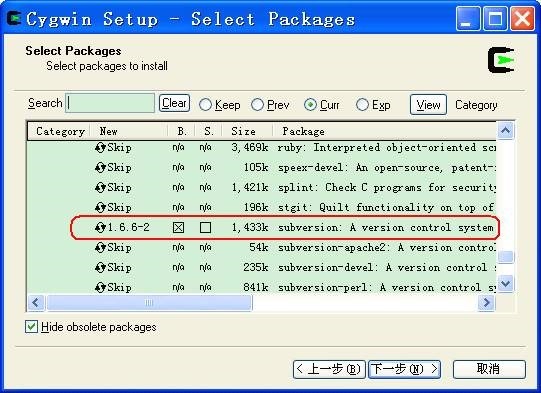 Cygwin Setup - Select Packages
Select Packages
Select packages to install
Search Clear Keep Prev Curr Exp View Category
Category New B. S. Size Package
Skip n/a n/a 3,469k ruby: Interpreted object-oriented scr
Skip n/a n/a 105k speex-devel: An open-source, patent-
Skip n/a n/a 1,421k splint: Check C programs for security
Skip n/a n/a 196k stgit: Quilt functionality on top of
1.6.6-2 1,433k subversion: A version control system
Skip n/a n/a 54k subversion-apache2: A version contro
Skip n/a n/a 235k subversion-devel: A version control s
Skip n/a n/a 841k subversion-perl: A version control sy
Hide obsolete packages
< 上一步(B) 下一步(N) > 取消